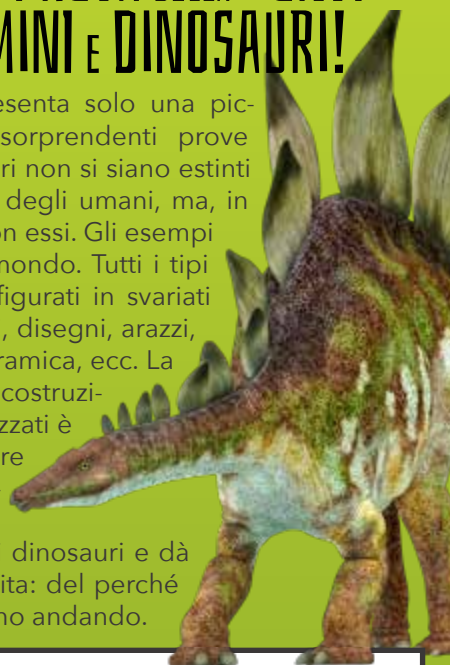 MINI E DINOSAURI!
esenta solo una pic-
sorprendenti prove
ri non si siano estinti
degli umani, ma, in
on essi. Gli esempi
mondo. Tutti i tipi
figurati in svariati
, disegni, arazzi,
ramica, ecc. La
costruzi-
zzati è
re
dinosauri e dà
ita: del perché
no andando.